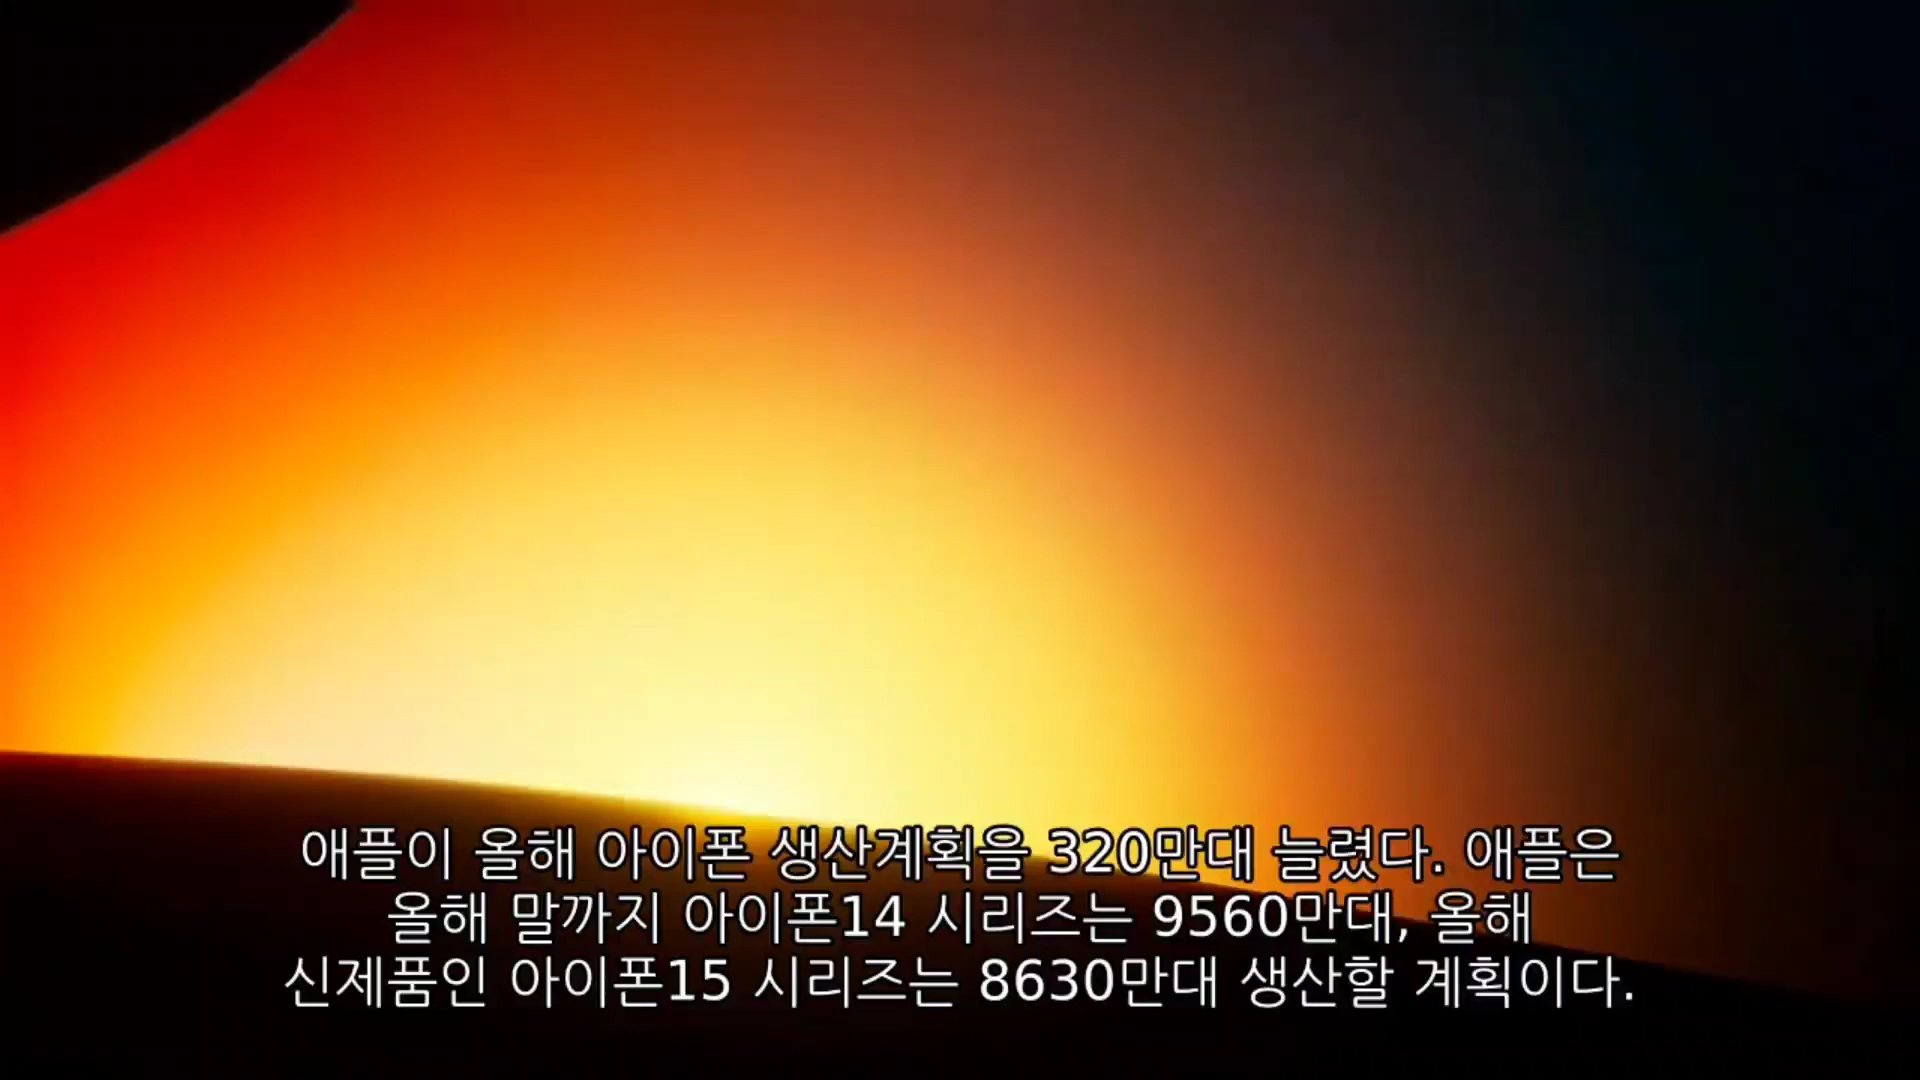 애플이 올해 아이폰 생산계획을 320만대 늘렸다. 애플은
올해 말까지 아이폰14 시리즈는 9560만대, 올해
신제품인 아이폰15 시리즈는 8630만대 생산할 계획이다.